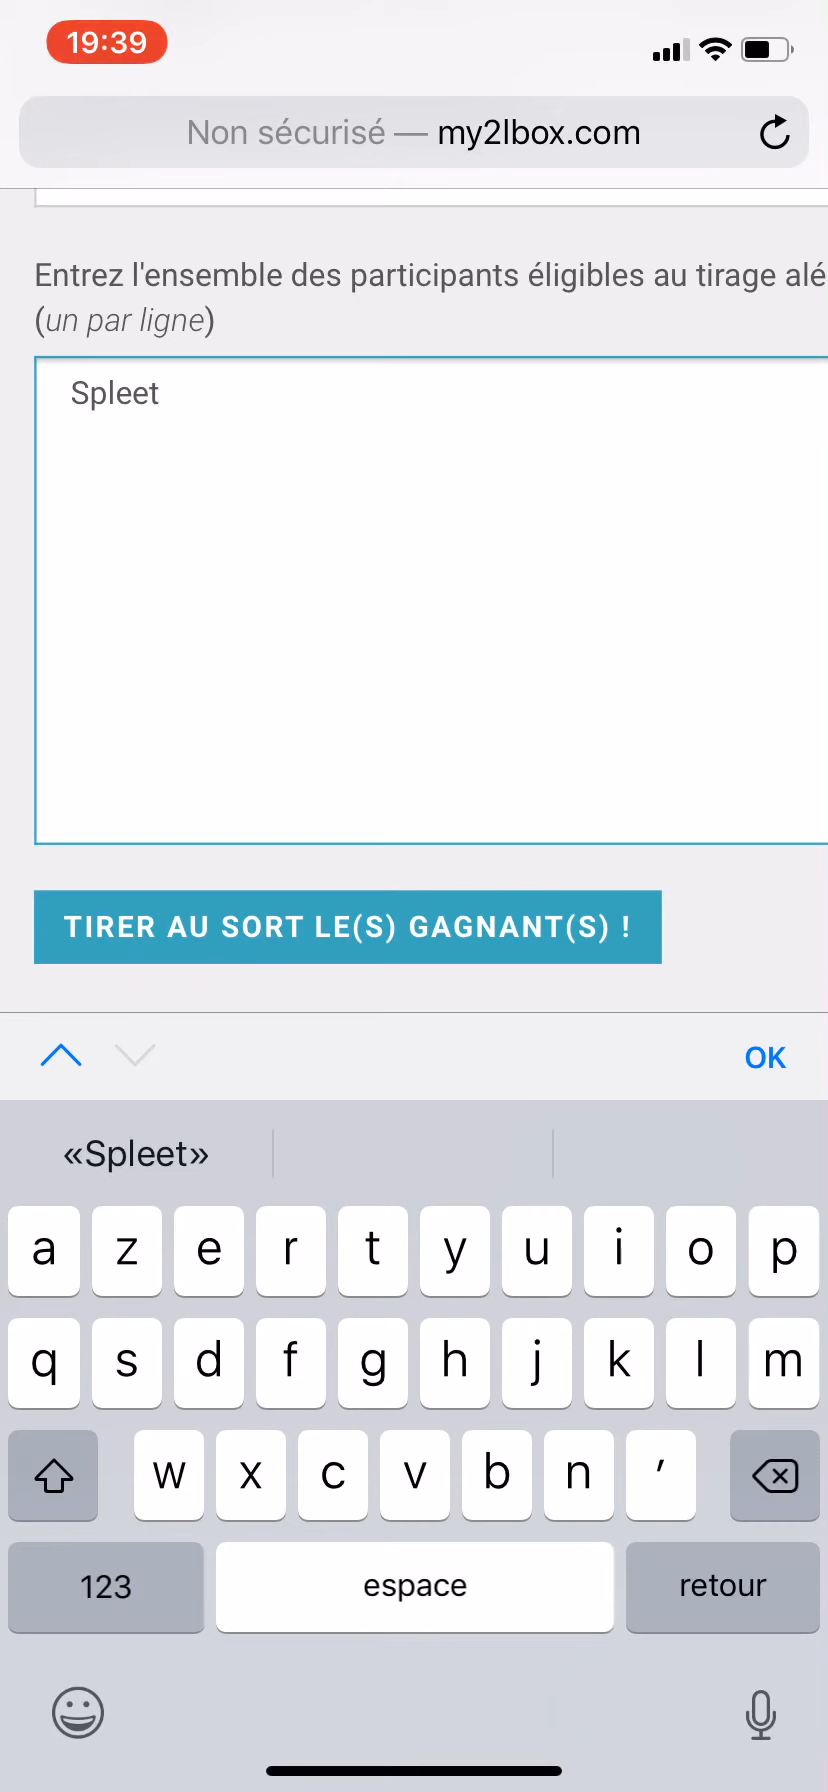 19:39
Non sécurisé — my2lbox.com
Entrez l'ensemble des participants éligibles au tirage alé
(un par ligne)
Spleet
TIRER AU SORT LE(S) GAGNANT(S) !
OK
«Spleet»
a z e r t y u i o p
q s d f g h j k l m
w x c v b n ’
123 espace retour